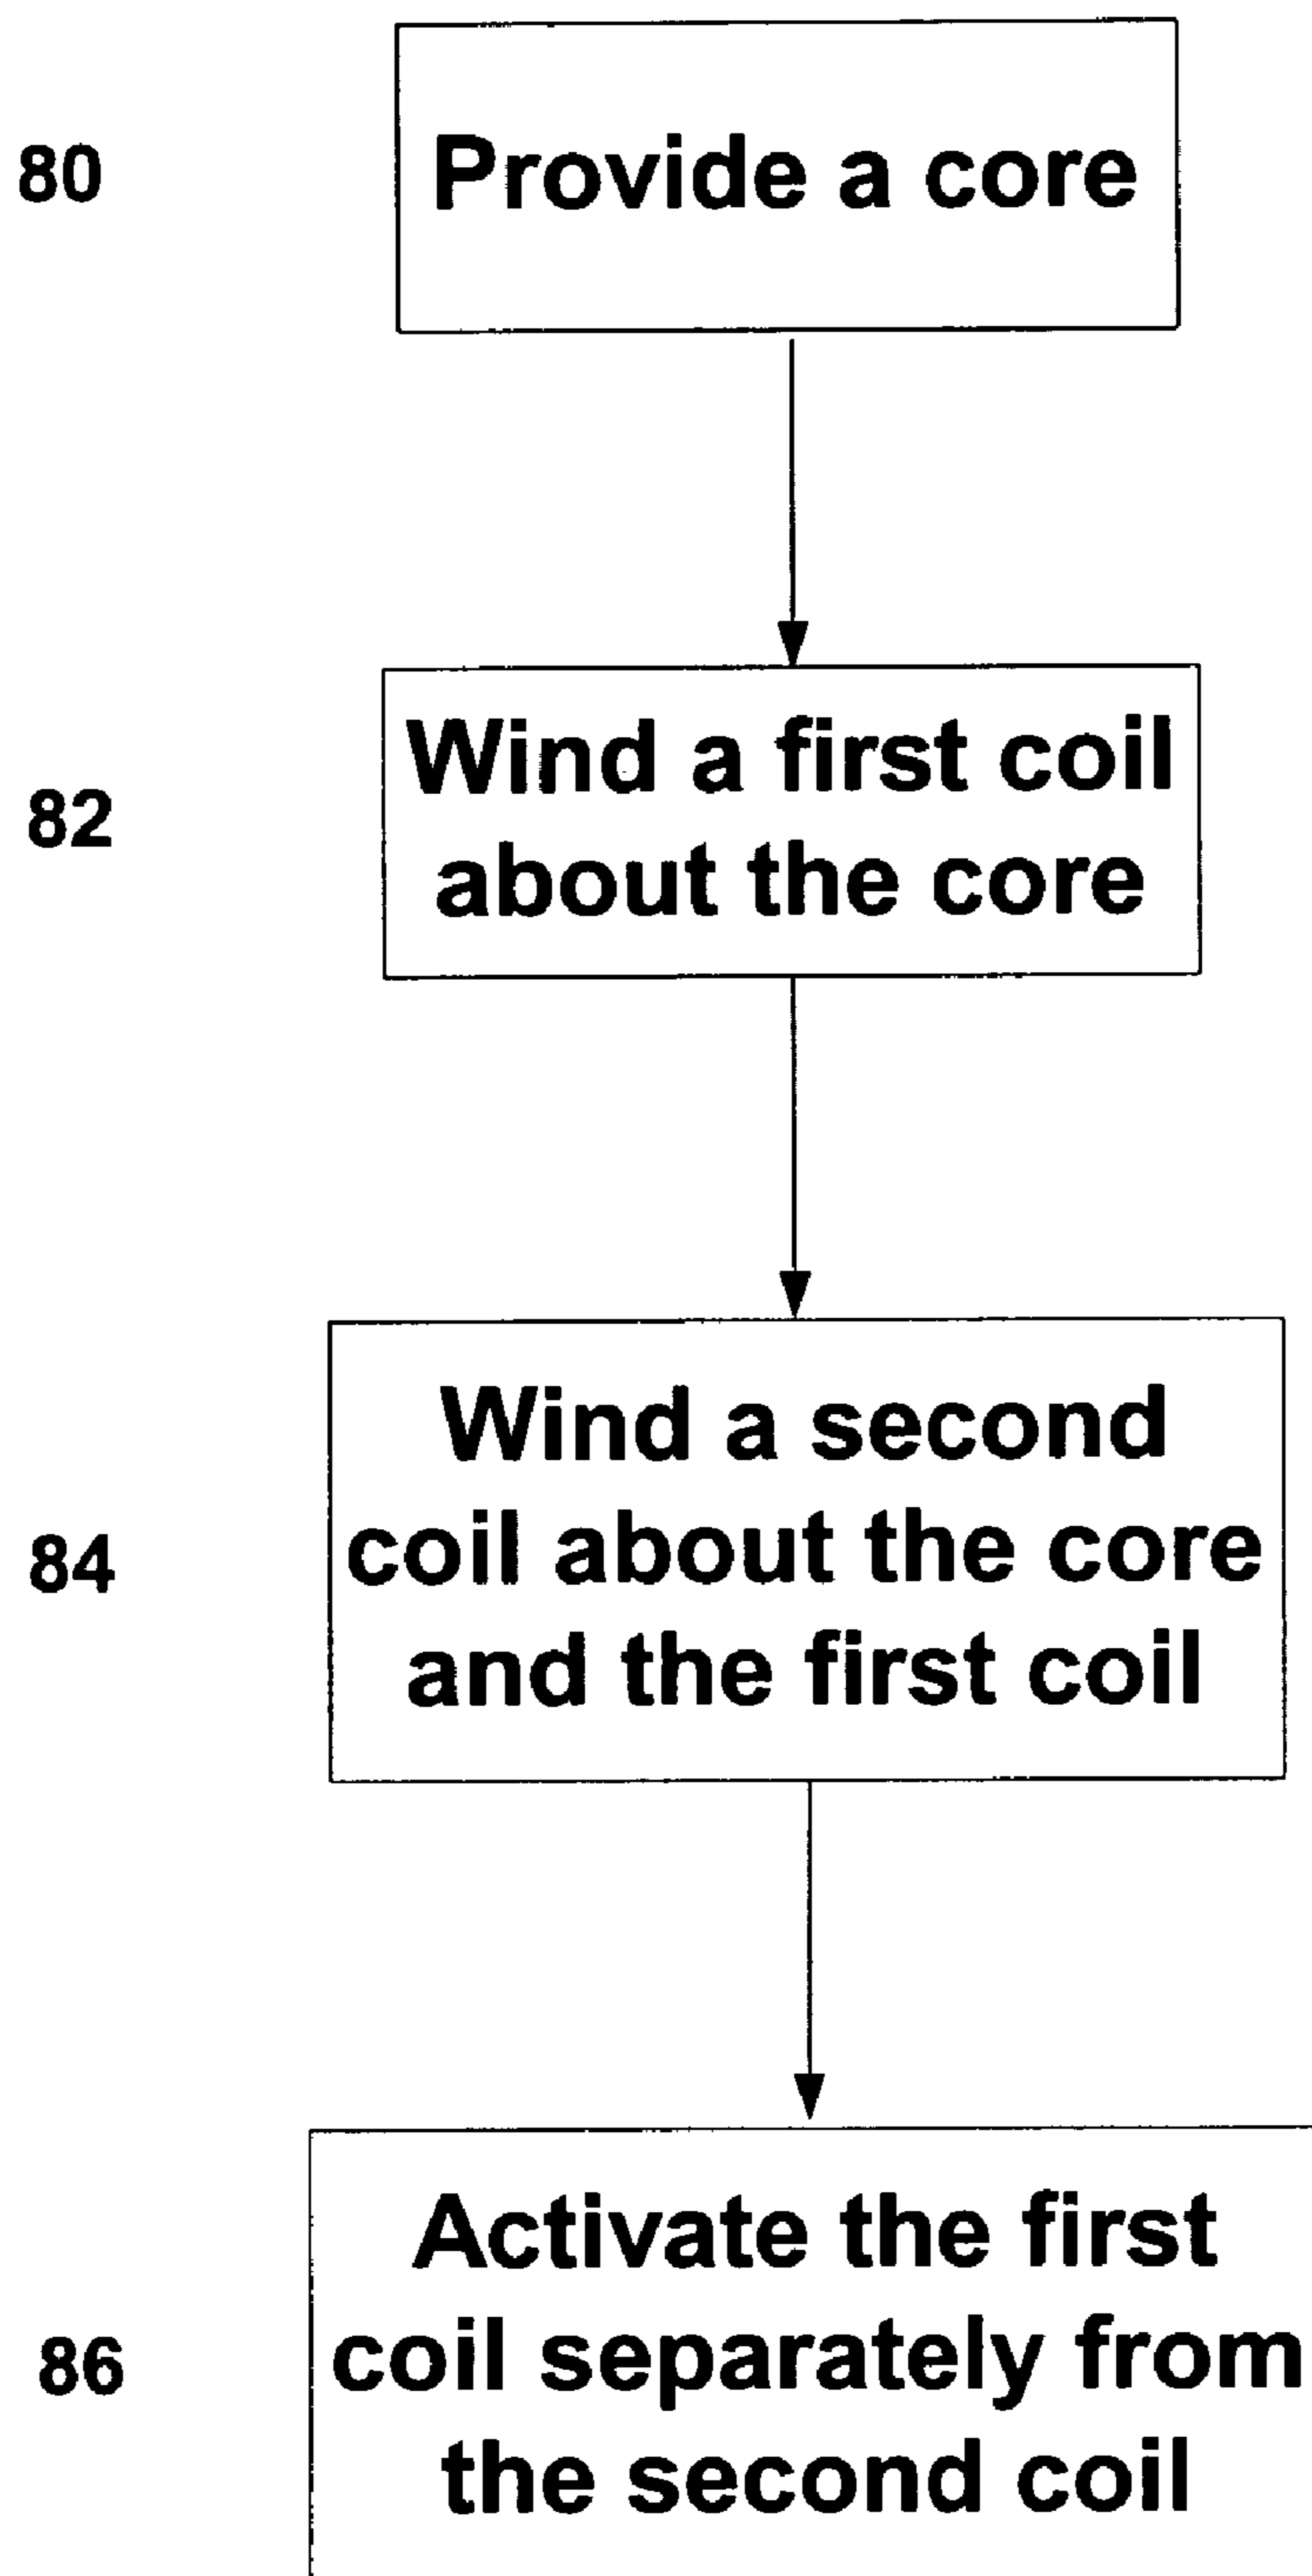 80
Provide a core
82
Wind a first coil
about the core
84
Wind a second
coil about the core
and the first coil
86
Activate the first
coil separately from
the second coil